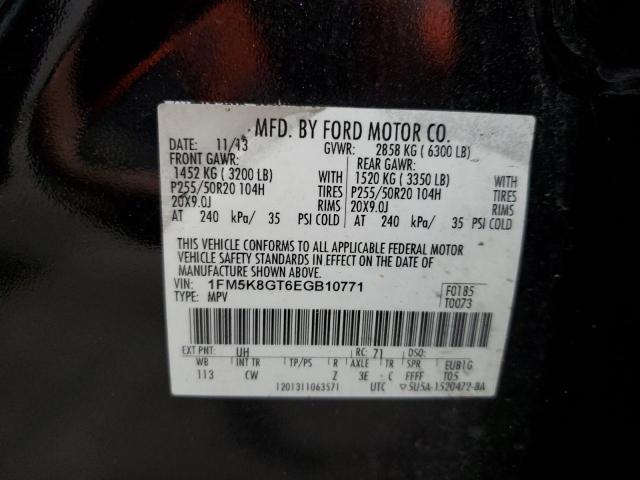 MFD. BY FORD MOTOR CO.
DATE: 11/13 GVWR: 2858 KG ( 6300 LB)
FRONT GAWR: REAR GAWR:
1452 KG ( 3200 LB) WITH 1520 KG ( 3350 LB) WITH
P255/50R20 104H TIRES P255/50R20 104H TIRES
20X9.0J RIMS 20X9.0J RIMS
AT 240 kPa/ 35 PSI COLD AT 240 kPa/ 35 PSI COLD
THIS VEHICLE CONFORMS TO ALL APPLICABLE FEDERAL MOTOR
VEHICLE SAFETY STANDARDS IN EFFECT ON THE DATE OF
MANUFACTURE SHOWN ABOVE.
VIN: 1FM5K8GT6EGB10771 F0185
TYPE: MPV T0073
EXT PNT: UH RC: 71 DSO:
WB INT TR TP/PS R AXLE TR SPR EUB1G
113 CW Z 3E C FFFF T05
1201311063571 UTC ▽5U5A-1520472-BA